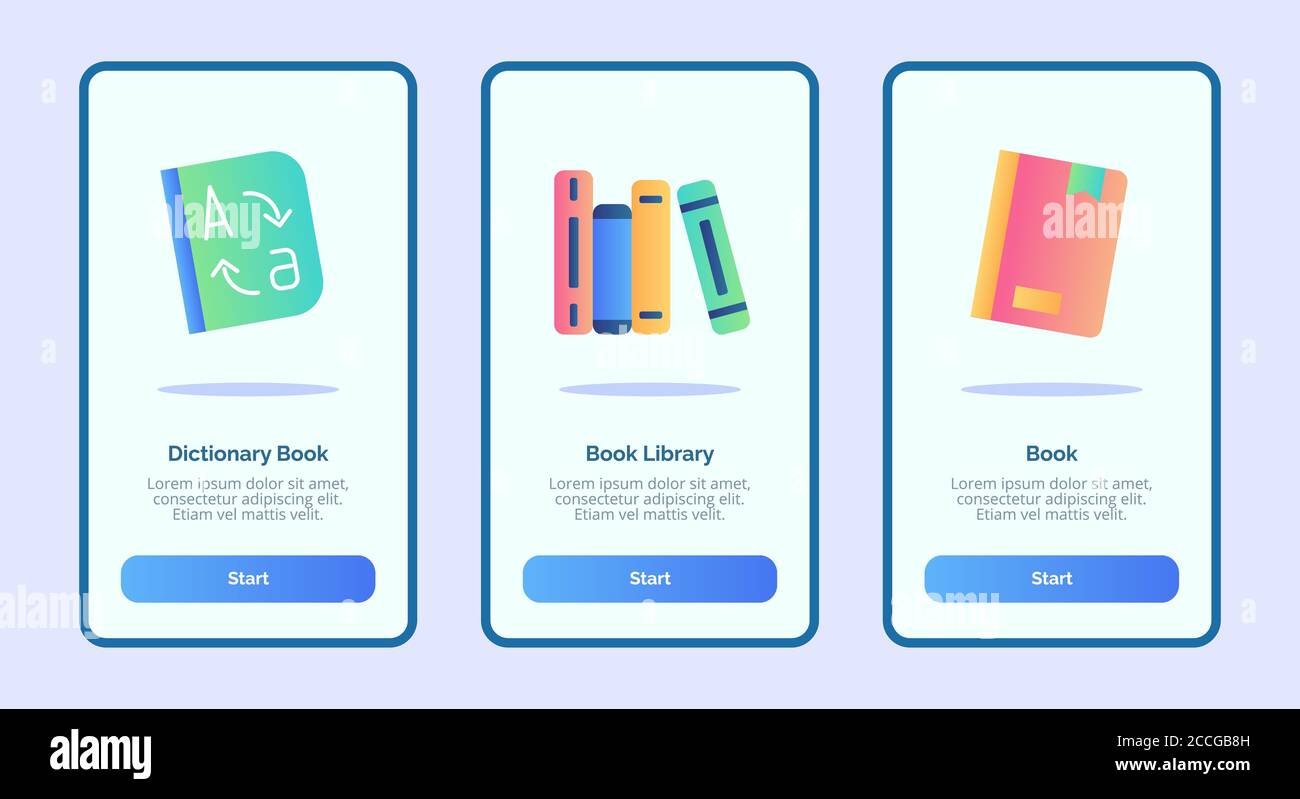 A
a
Dictionary Book
Lorem ipsum dolor sit amet,
consectetur adipiscing elit.
Etiam vel mattis velit.
Start
Book Library
Lorem ipsum dolor sit amet,
consectetur adipiscing elit.
Etiam vel mattis velit.
Start
Book
Lorem ipsum dolor sit amet,
consectetur adipiscing elit.
Etiam vel mattis velit.
Start
alamy
Image ID: 2CCGB8H
www.alamy.com